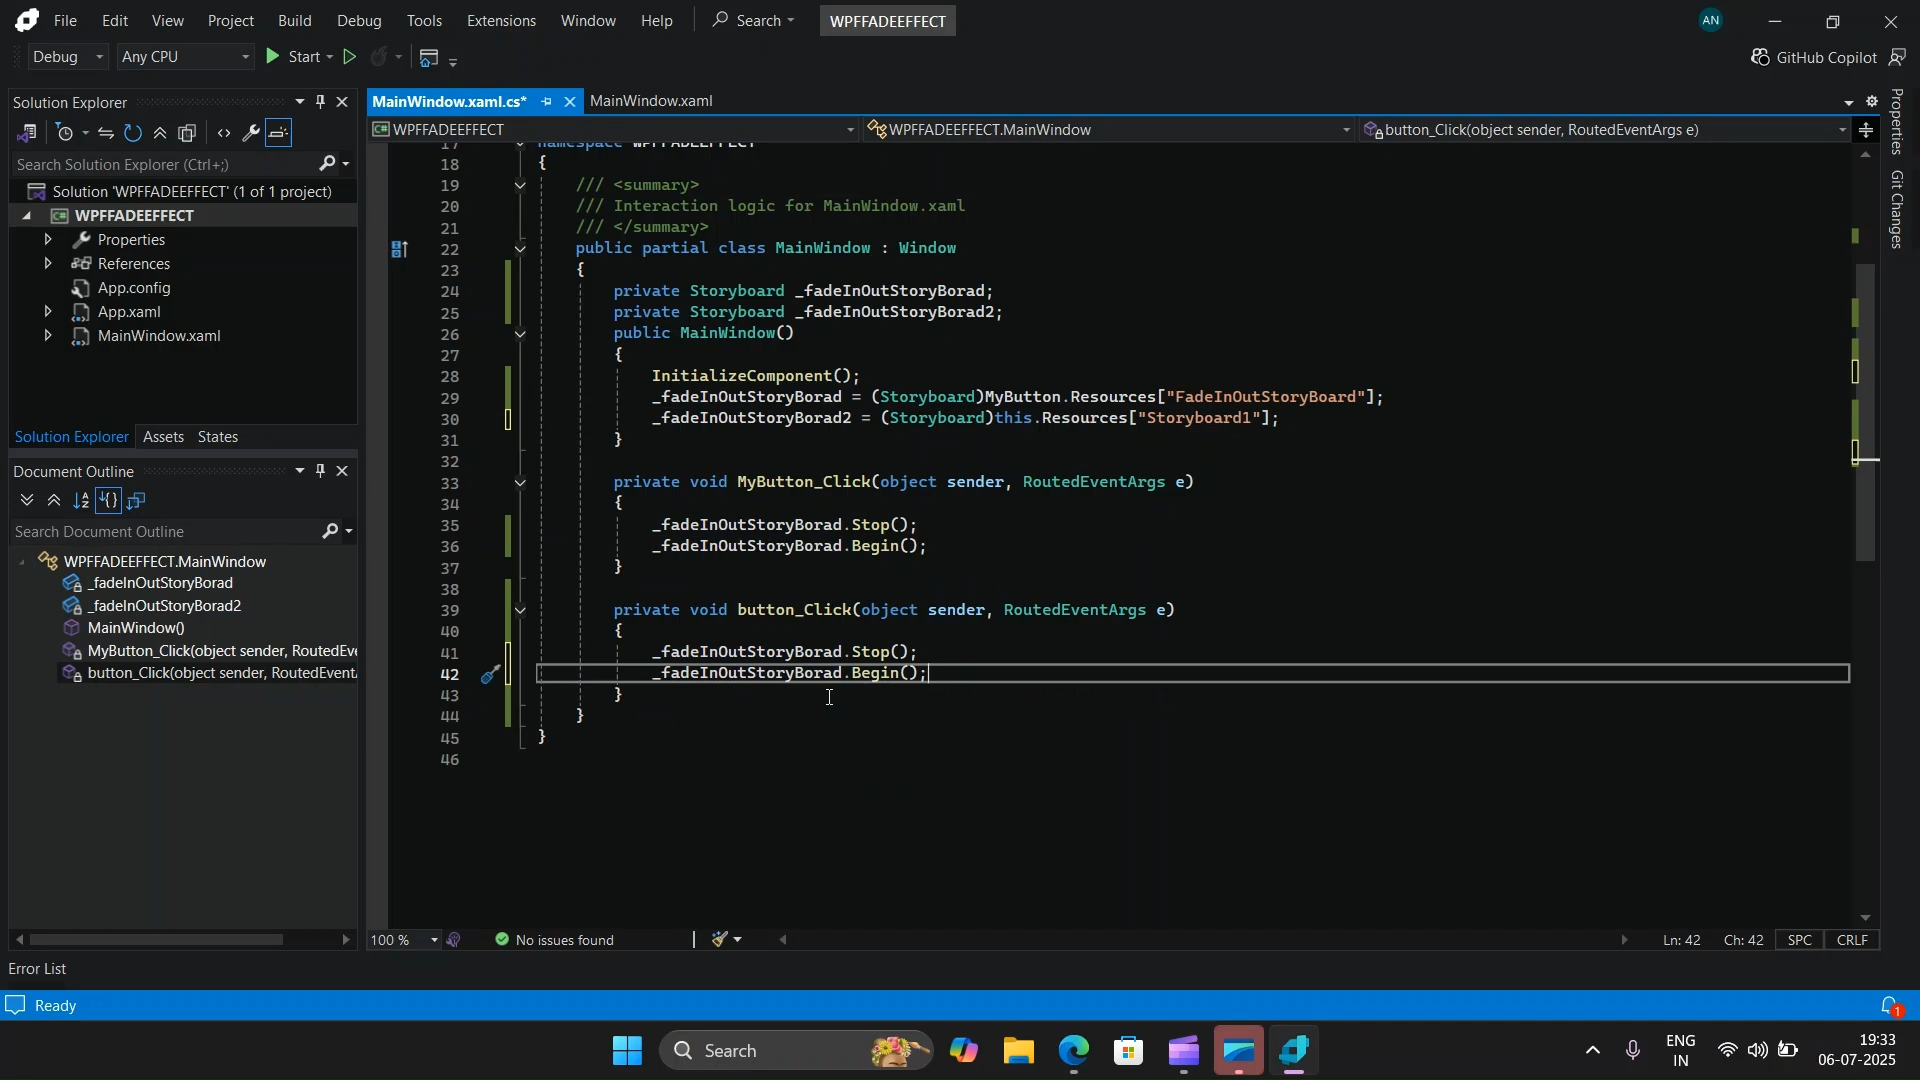 File Edit View Project Build Debug Tools Extensions Window Help Search WPFFADEEFFECT AN
Debug Any CPU Start GitHub Copilot
Solution Explorer
Search Solution Explorer (Ctrl+;)
Solution 'WPFFADEEFFECT' (1 of 1 project)
WPFFADEEFFECT
Properties
References
App.config
App.xaml
MainWindow.xaml
Solution Explorer Assets States
Document Outline
Search Document Outline
WPFFADEEFFECT.MainWindow
_fadeInOutStoryBorad
_fadeInOutStoryBorad2
MainWindow()
MyButton_Click(object sender, RoutedEve
button_Click(object sender, RoutedEvent
MainWindow.xaml.cs* MainWindow.xaml
WPFFADEEFFECT WPFFADEEFFECT.MainWindow button_Click(object sender, RoutedEventArgs e)
17 namespace WPFFADEEFFECT
18 {
19 /// <summary>
20 /// Interaction logic for MainWindow.xaml
21 /// </summary>
22 public partial class MainWindow : Window
23 {
24 private Storyboard _fadeInOutStoryBorad;
25 private Storyboard _fadeInOutStoryBorad2;
26 public MainWindow()
27 {
28 InitializeComponent();
29 _fadeInOutStoryBorad = (Storyboard)MyButton.Resources["FadeInOutStoryBoard"];
30 _fadeInOutStoryBorad2 = (Storyboard)this.Resources["Storyboard1"];
31 }
32
33 private void MyButton_Click(object sender, RoutedEventArgs e)
34 {
35 _fadeInOutStoryBorad.Stop();
36 _fadeInOutStoryBorad.Begin();
37 }
38
39 private void button_Click(object sender, RoutedEventArgs e)
40 {
41 _fadeInOutStoryBorad.Stop();
42 _fadeInOutStoryBorad.Begin();
43 }
44 }
45 }
46
100 % No issues found Ln: 42 Ch: 42 SPC CRLF
Properties
Git Changes
Error List
Ready 1
Search
ENG
IN
19:33
06-07-2025